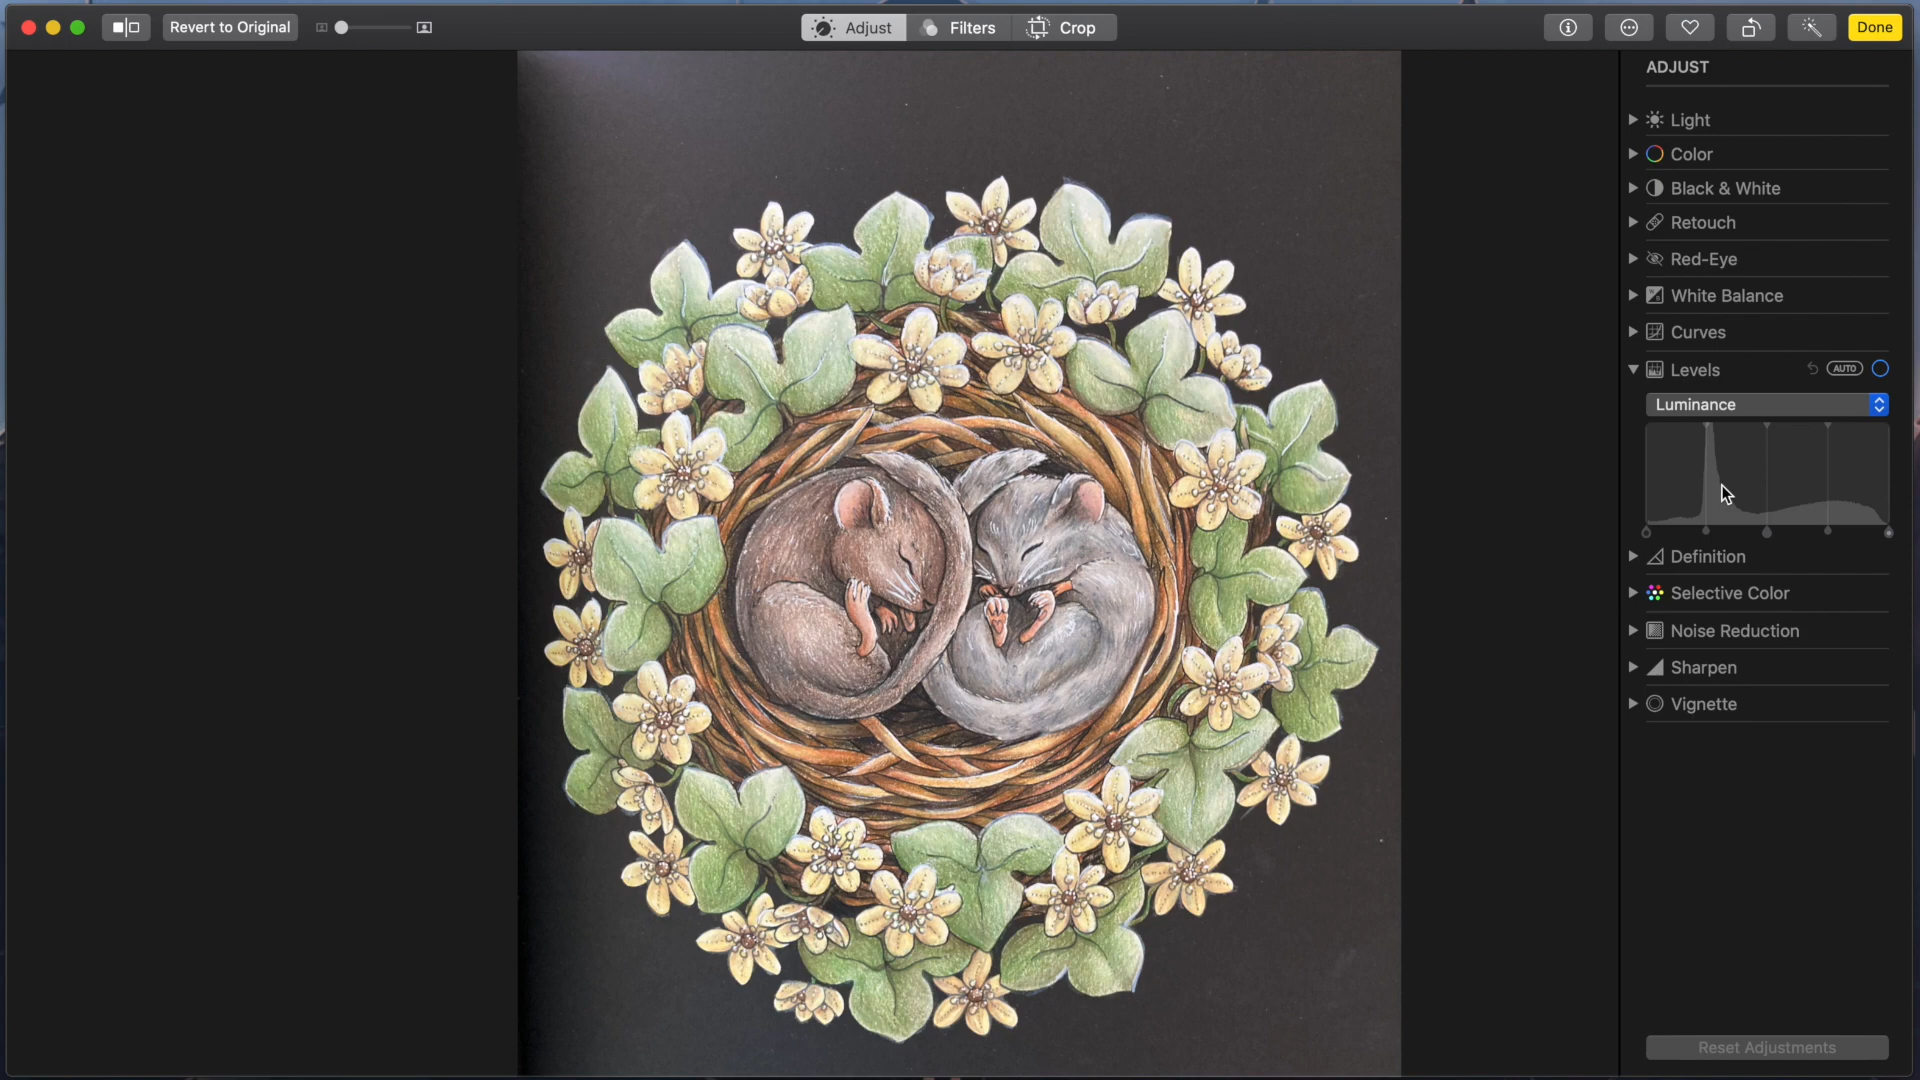 Revert to Original
Adjust
Filters
Crop
Done
ADJUST
Light
Color
Black & White
Retouch
Red-Eye
White Balance
Curves
Levels
AUTO
Luminance
Definition
Selective Color
Noise Reduction
Sharpen
Vignette
Reset Adjustments